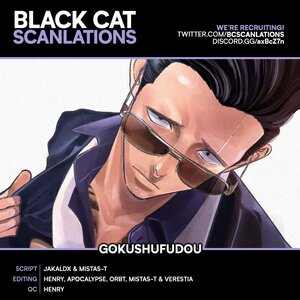 BLACK CAT
SCANLATIONS
WE'RE RECRUITING!
TWITTER.COM/BCSCANLATIONS
DISCORD.GG/axBcZ7n
GOKUSHUFUDOU
SCRIPT JAKALDX & MISTAS-T
EDITING HENRY, APOCALYPSE, ORBT, MISTAS-T & VERESTIA
QC HENRY